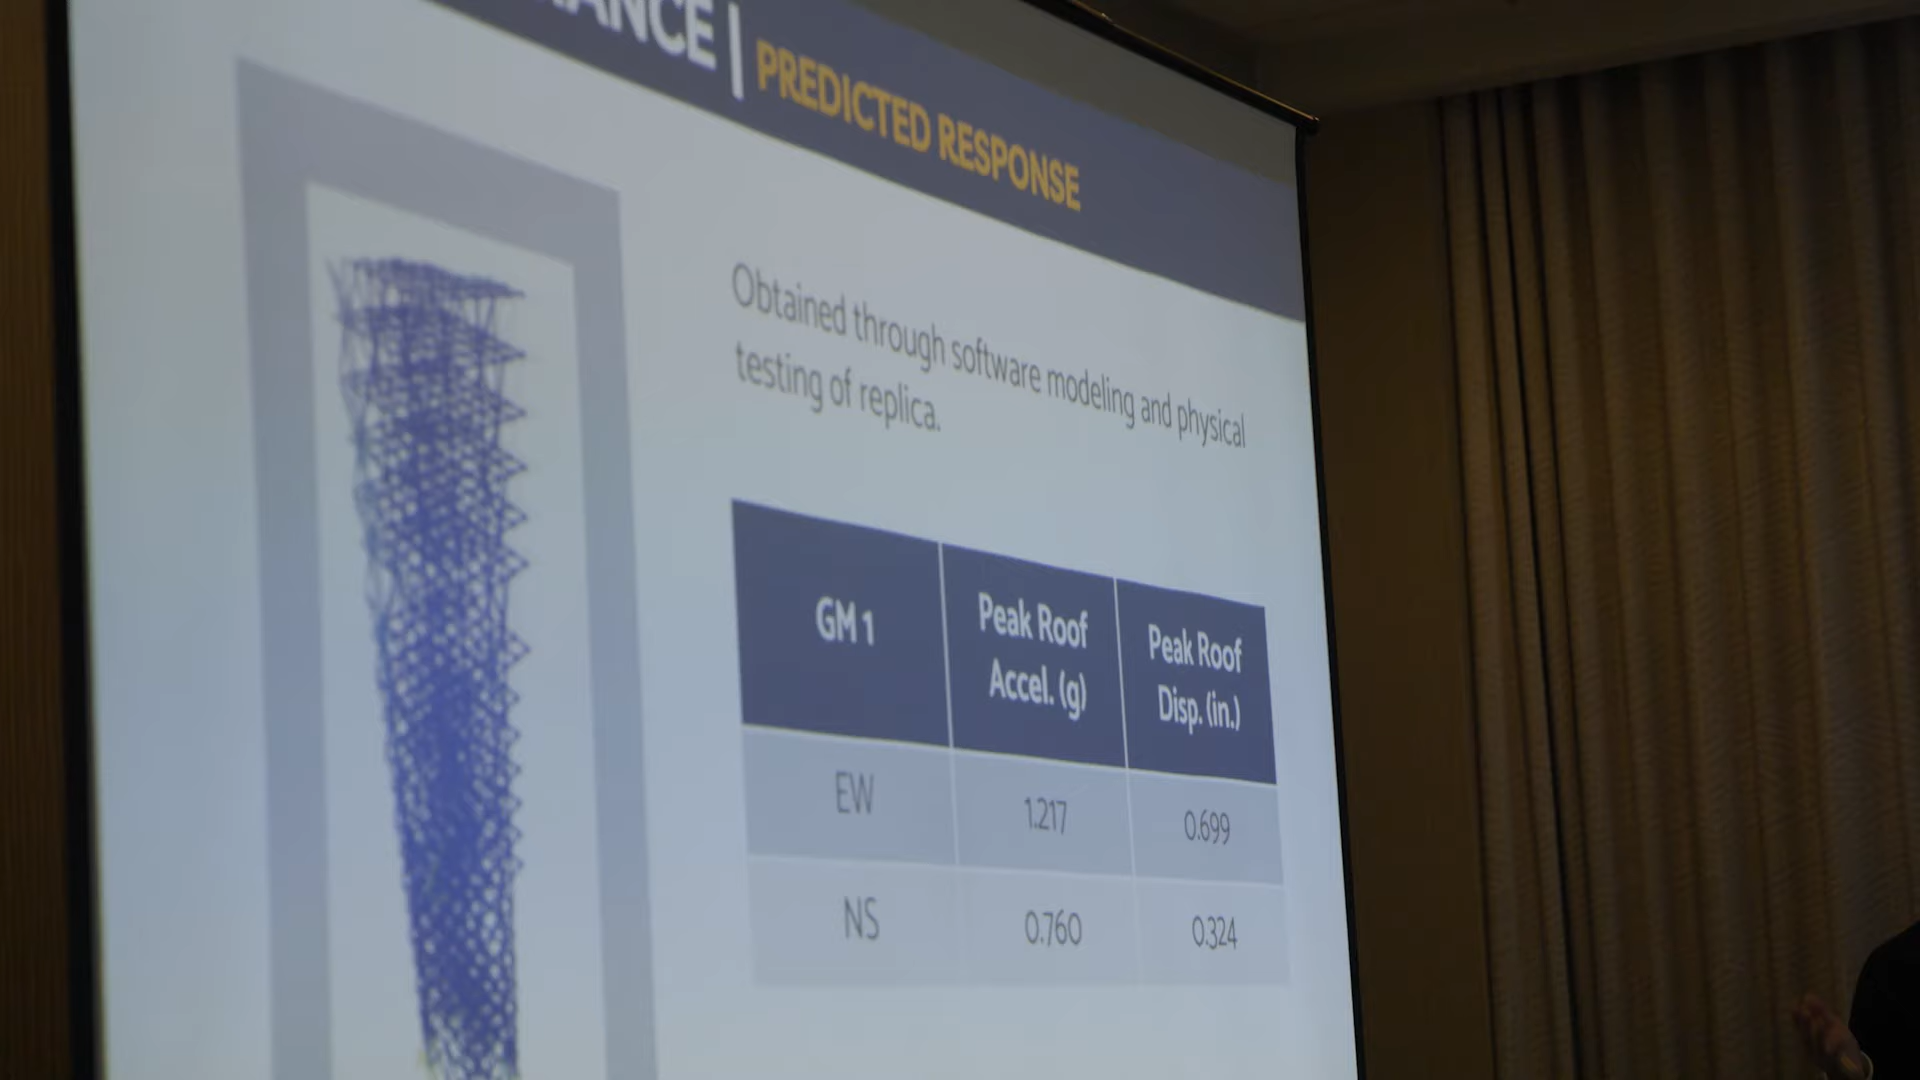 PREDICTED RESPONSE
Obtained through software modeling and physical
testing of replica.
GM 1
Peak Roof
Accel. (g)
Peak Roof
Disp. (in.)
EW
1.217
0.699
NS
0.760
0.324